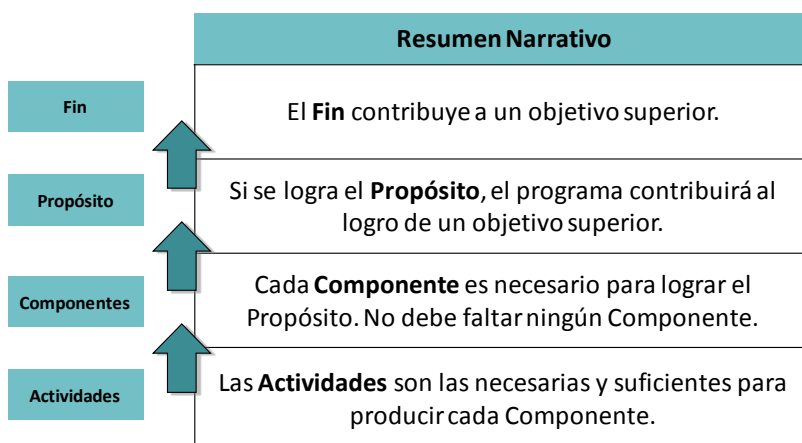 Resumen Narrativo
Fin
El Fin contribuye a un objetivo superior.
Propósito
Si se logra el Propósito, el programa contribuirá al
logro de un objetivo superior.
Componentes
Cada Componente es necesario para lograr el
Propósito. No debe faltar ningún Componente.
Actividades
Las Actividades son las necesarias y suficientes para
producir cada Componente.